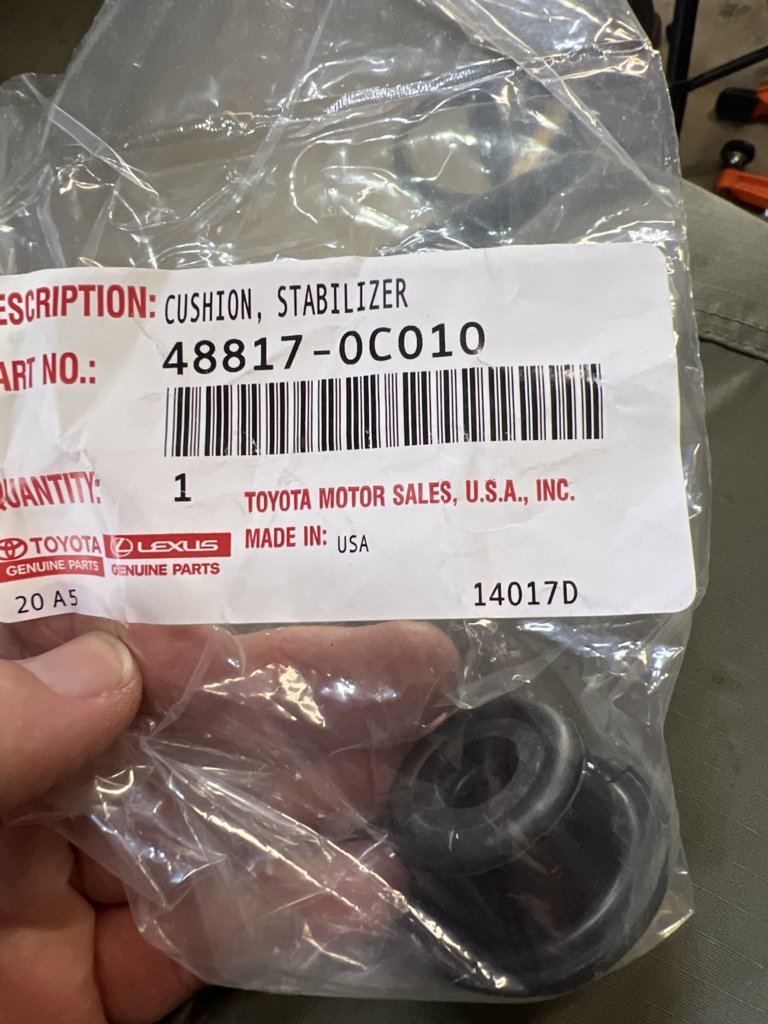 ESCRIPTION: CUSHION, STABILIZER
ART NO.: 48817-0C010
QUANTITY: 1
TOYOTA MOTOR SALES, U.S.A., INC.
MADE IN: USA
TOYOTA LEXUS
GENUINE PARTS GENUINE PARTS
20 A5 14017D